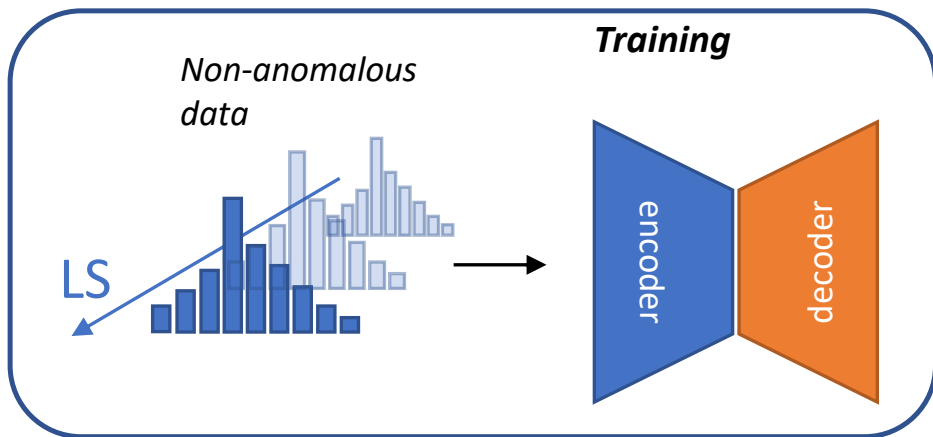 Training
Non-anomalous
data
LS
encoder
decoder